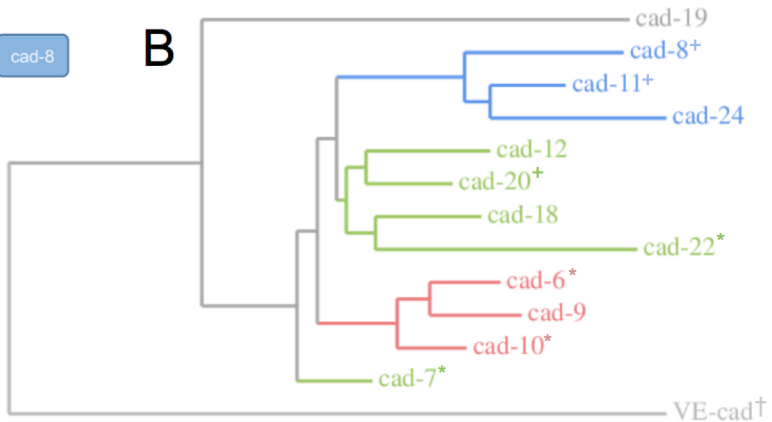 cad-8
B
cad-19
cad-8+
cad-11+
cad-24
cad-12
cad-20+
cad-18
cad-22*
cad-6*
cad-9
cad-10*
cad-7*
VE-cad†